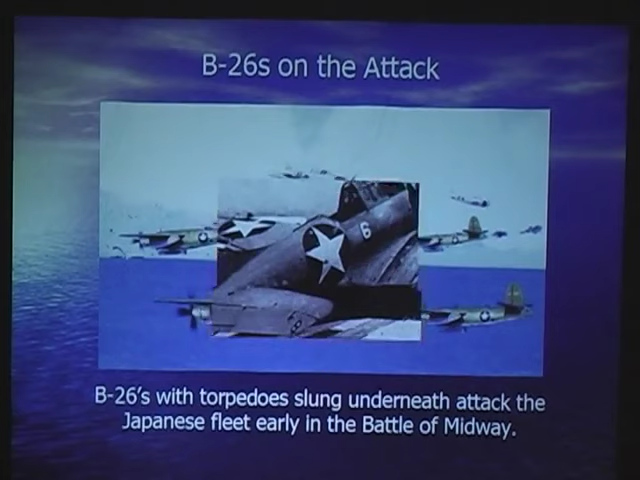 B-26s on the Attack
6
B-26's with torpedoes slung underneath attack the
Japanese fleet early in the Battle of Midway.